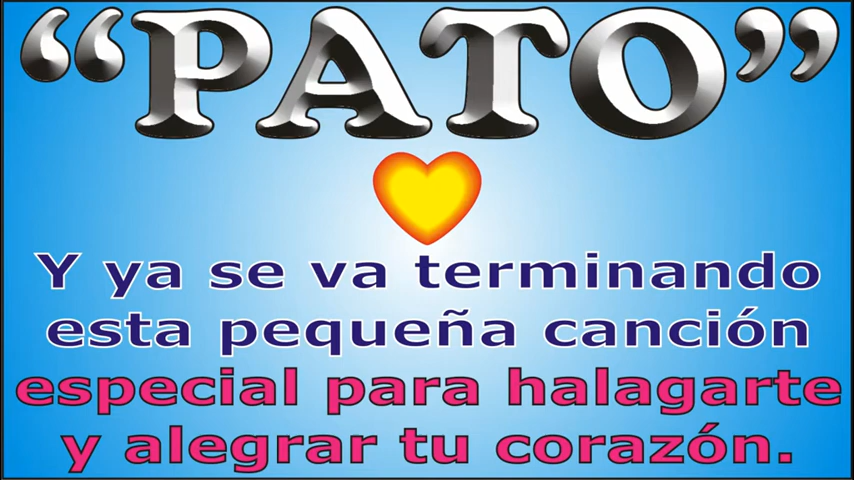 “PATO”
Y ya se va terminando
esta pequeña canción
especial para halagarte
y alegrar tu corazón.